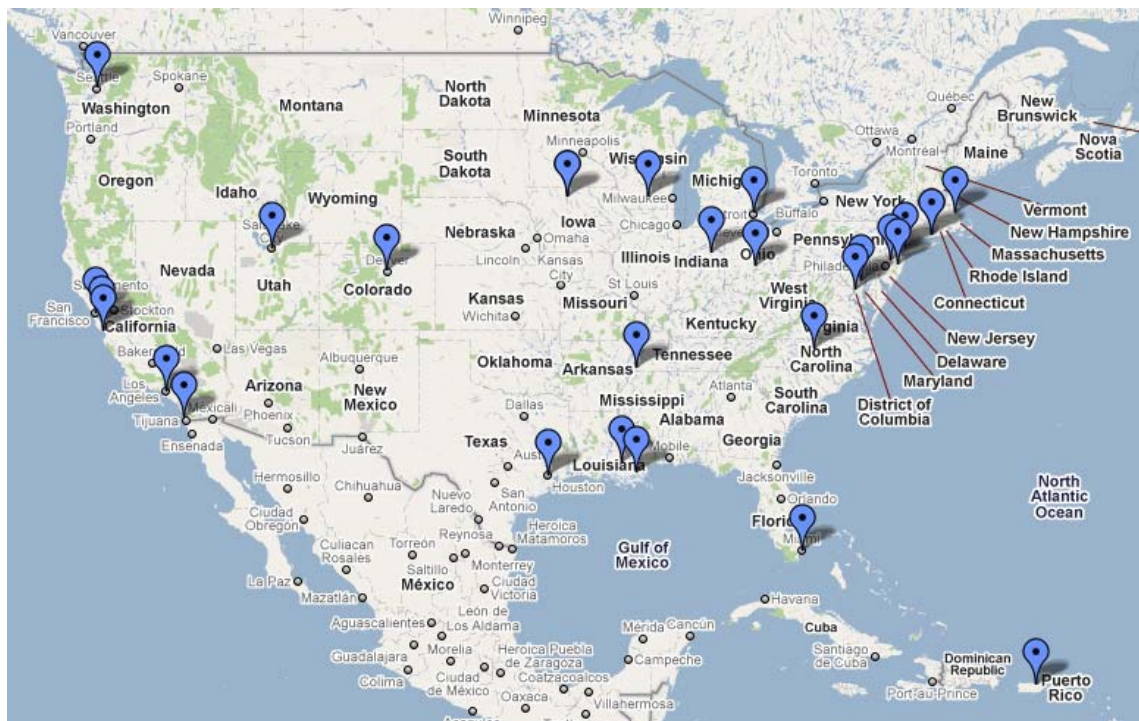 Winnipeg
Vancouver
Seattle
Spokane
Washington
Montana
North
Dakota
Minnesota
Québec
New
Brunswick
Nova
Scotia
Ottawa
Montréal
Maine
Portland
Oregon
Idaho
Wyoming
South
Dakota
Minneapolis
Wisconsin
Milwaukee
Toronto
Buffalo
New York
Vermont
New Hampshire
Massachusetts
Rhode Island
Connecticut
New Jersey
Delaware
Maryland
District of
Columbia
Iowa
Chicago
Nebraska
Omaha
Lincoln
Illinois
Indiana
Ohio
Nevada
Utah
Denver
Colorado
Kansas
City
Kansas
Wichita
Missouri
St Louis
West
Virginia
Kentucky
San
Francisco
Stockton
California
Las Vegas
Los
Angeles
Arizona
Phoenix
Tucson
Albuquerque
New
Mexico
Oklahoma
Arkansas
Tennessee
North
Carolina
South
Carolina
Atlanta
Mississippi
Alabama
Georgia
Dallas
Texas
Houston
San
Antonio
Louisiana
Mobile
Jacksonville
Orlando
Miami
Tijuana
Mexicali
Ensenada
Juárez
Hermosillo
Chihuahua
Ciudad
Obregón
Nuevo
Laredo
Heroica
Matamoros
Reynosa
Culiacan
Rosales
Torreón
Saltillo
Monterrey
La Paz
Mazatlán
México
Ciudad
Victoria
Gulf of
Mexico
North
Atlantic
Ocean
Aguascalientes
León de
Los Aldama
Guadalajara
Morelia
Colima
Ciudad
de México
Heroica Puebla
de Zaragoza
Coatzacoalcos
Oaxaca
Villahermosa
Mérida
Cancún
Campeche
Havana
Cuba
Santiago
de Cuba
Port-au-Prince
Dominican
Republic
Puerto
Rico